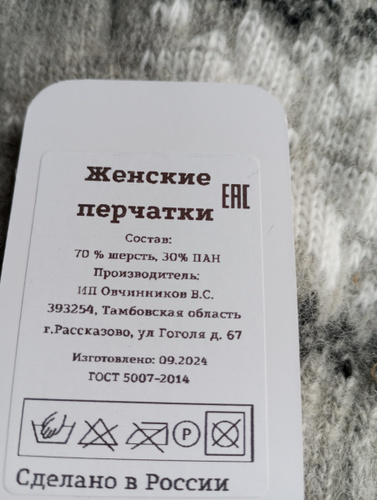 Женские
перчатки
ЕАС
Состав:
70 % шерсть, 30% ПАН
Производитель:
ИП Овчинников В.С.
393254, Тамбовская область
г.Рассказово, ул Гоголя д. 67
Изготовлено: 09.2024
ГОСТ 5007-2014
P
Сделано в России